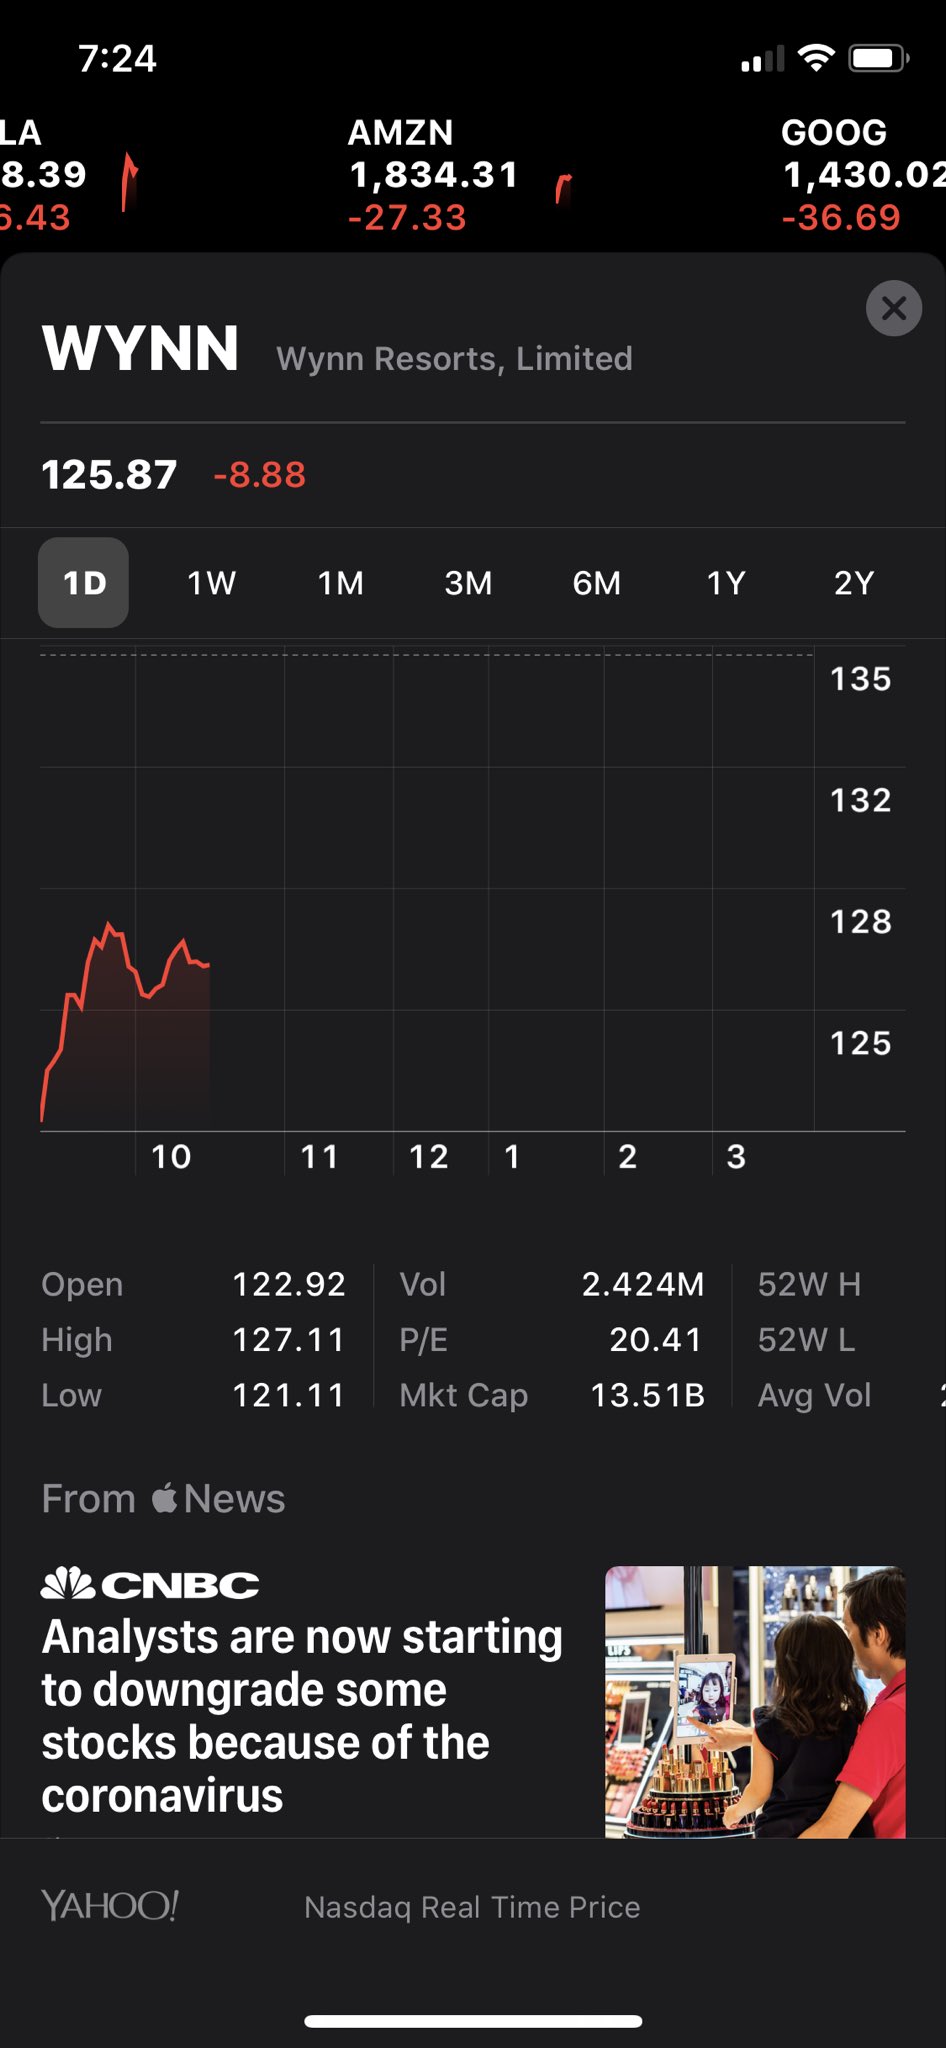 7:24
LA AMZN GOOG
8.39 1,834.31 1,430.02
6.43 -27.33 -36.69
WYNN Wynn Resorts, Limited
125.87 -8.88
1D 1W 1M 3M 6M 1Y 2Y
135
132
128
125
10 11 12 1 2 3
Open 122.92 Vol 2.424M 52W H
High 127.11 P/E 20.41 52W L
Low 121.11 Mkt Cap 13.51B Avg Vol
From News
CNBC
Analysts are now starting
to downgrade some
stocks because of the
coronavirus
YAHOO! Nasdaq Real Time Price